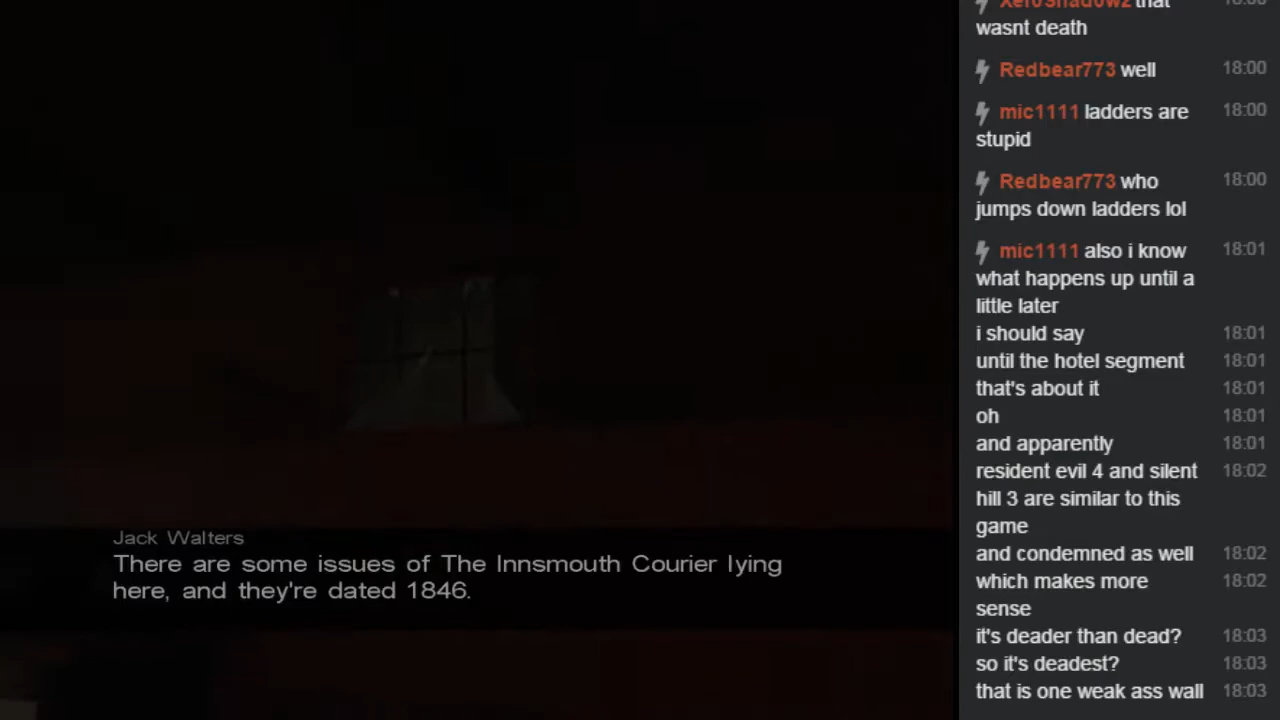 Jack Walters
There are some issues of The Innsmouth Courier lying
here, and they're dated 1846.
that
wasnt death
Redbear773 well 18:00
mic1111 ladders are 18:00
stupid
Redbear773 who 18:00
jumps down ladders lol
mic1111 also i know 18:01
what happens up until a
little later
i should say 18:01
until the hotel segment 18:01
that's about it 18:01
oh 18:01
and apparently 18:01
resident evil 4 and silent 18:02
hill 3 are similar to this
game
and condemned as well 18:02
which makes more 18:02
sense
it's deader than dead? 18:03
so it's deadest? 18:03
that is one weak ass wall 18:03